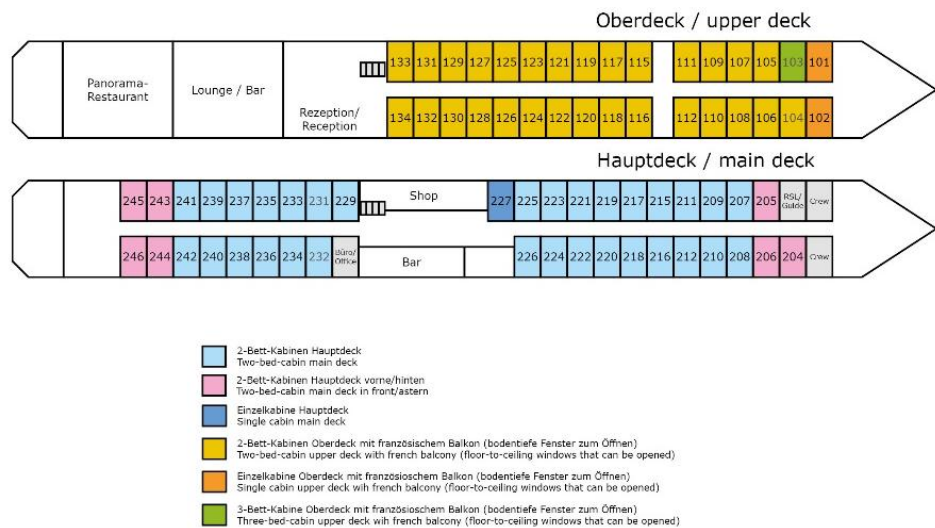 Oberdeck / upper deck
Panorama-
Restaurant
Lounge / Bar
Rezeption/
Reception
133 131 129 127 125 123 121 119 117 115 111 109 107 105 103 101
134 132 130 128 126 124 122 120 118 116 112 110 108 106 104 102
Hauptdeck / main deck
245 243 241 239 237 235 233 231 229 Shop 227 225 223 221 219 217 215 211 209 207 205 RSL/ Crew
Guide
246 244 242 240 238 236 234 232 Büro/ Bar 226 224 222 220 218 216 212 210 208 206 204 Crew
Office
2-Bett-Kabinen Hauptdeck
Two-bed-cabin main deck
2-Bett-Kabinen Hauptdeck vorne/hinten
Two-bed-cabin main deck in front/astern
Einzelkabine Hauptdeck
Single cabin main deck
2-Bett-Kabinen Oberdeck mit französischem Balkon (bodentiefe Fenster zum Öffnen)
Two-bed-cabin upper deck with french balcony (floor-to-ceiling windows that can be opened)
Einzelkabine Oberdeck mit französischem Balkon (bodentiefe Fenster zum Öffnen)
Single cabin upper deck wih french balcony (floor-to-ceiling windows that can be opened)
3-Bett-Kabine Oberdeck mit französischem Balkon (bodentiefe Fenster zum Öffnen)
Three-bed-cabin upper deck wih french balcony (floor-to-ceiling windows that can be opened)